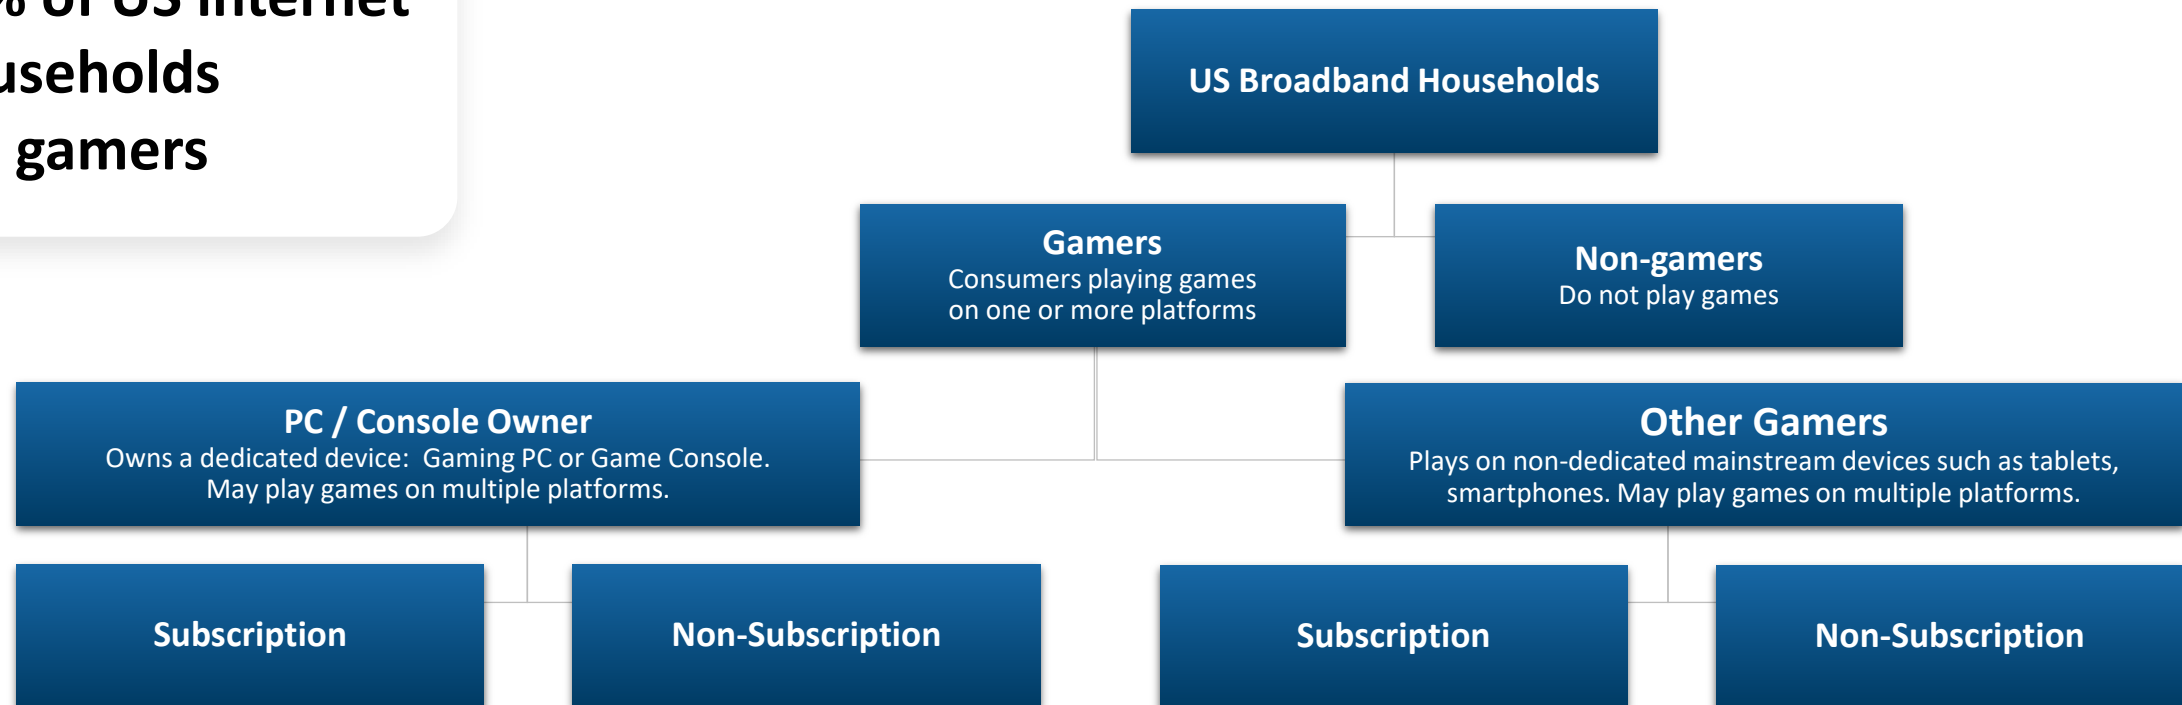 % of US internet
gamers
US Broadband Households
Gamers
Consumers playing games
on one or more platforms
Non-gamers
Do not play games
PC / Console Owner
Owns a dedicated device:  Gaming PC or Game Console.
May play games on multiple platforms.
Other Gamers
Plays on non-dedicated mainstream devices such as tablets,
smartphones. May play games on multiple platforms.
Subscription
Non-Subscription
Subscription
Non-Subscription